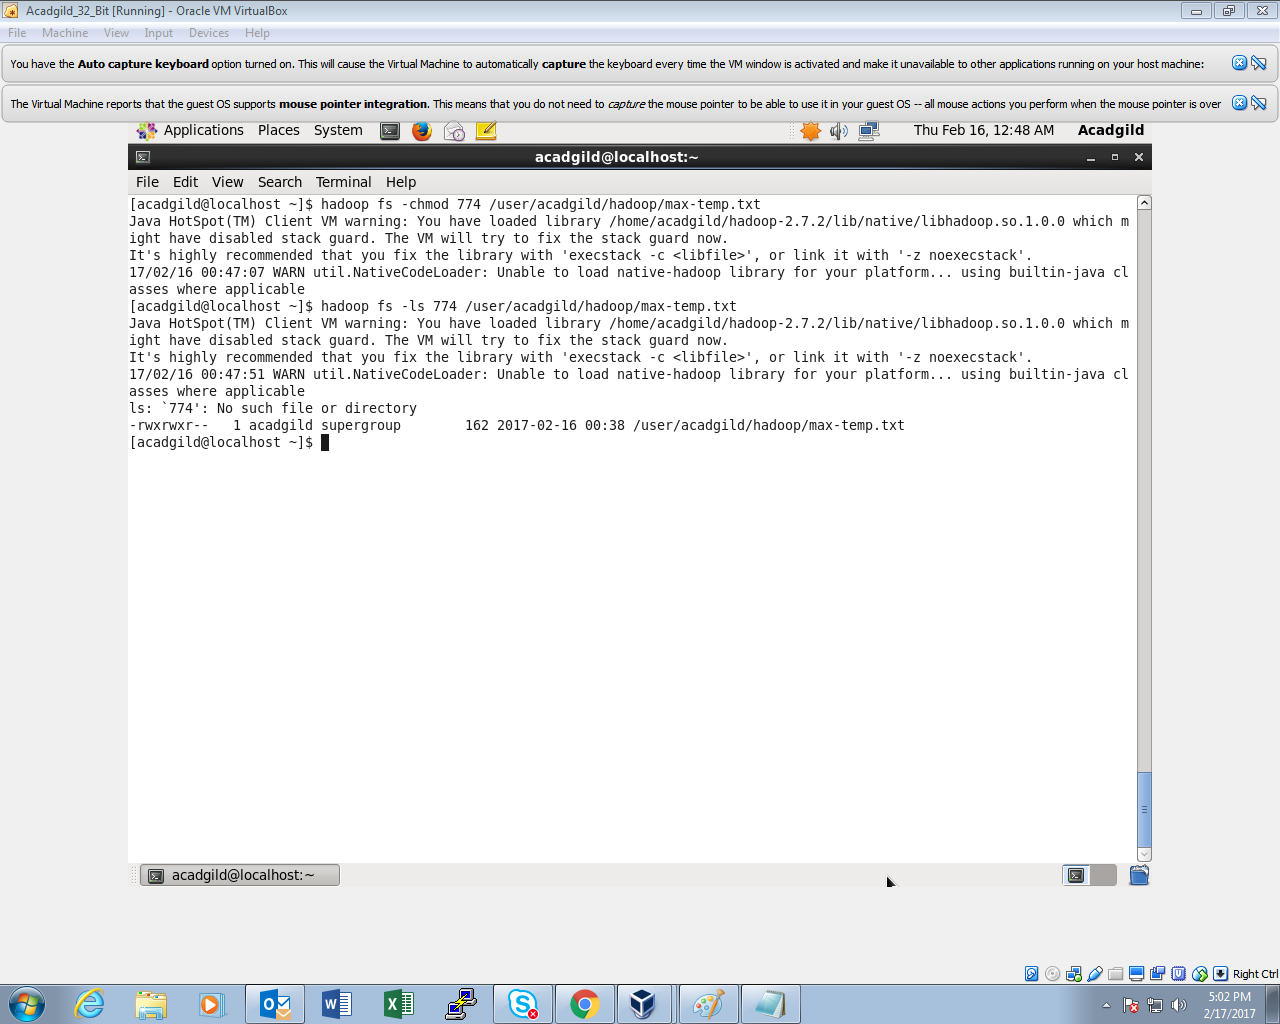 Acadgild_32_Bit [Running] - Oracle VM VirtualBox
File Machine View Input Devices Help
You have the Auto capture keyboard option turned on. This will cause the Virtual Machine to automatically capture the keyboard every time the VM window is activated and make it unavailable to other applications running on your host machine:
The Virtual Machine reports that the guest OS supports mouse pointer integration. This means that you do not need to capture the mouse pointer to be able to use it in your guest OS -- all mouse actions you perform when the mouse pointer is over
Applications Places System Thu Feb 16, 12:48 AM Acadgild
acadgild@localhost:~
File Edit View Search Terminal Help
[acadgild@localhost ~]$ hadoop fs -chmod 774 /user/acadgild/hadoop/max-temp.txt
Java HotSpot(TM) Client VM warning: You have loaded library /home/acadgild/hadoop-2.7.2/lib/native/libhadoop.so.1.0.0 which m
ight have disabled stack guard. The VM will try to fix the stack guard now.
It's highly recommended that you fix the library with 'execstack -c <libfile>', or link it with '-z noexecstack'.
17/02/16 00:47:07 WARN util.NativeCodeLoader: Unable to load native-hadoop library for your platform... using builtin-java cl
asses where applicable
[acadgild@localhost ~]$ hadoop fs -ls 774 /user/acadgild/hadoop/max-temp.txt
Java HotSpot(TM) Client VM warning: You have loaded library /home/acadgild/hadoop-2.7.2/lib/native/libhadoop.so.1.0.0 which m
ight have disabled stack guard. The VM will try to fix the stack guard now.
It's highly recommended that you fix the library with 'execstack -c <libfile>', or link it with '-z noexecstack'.
17/02/16 00:47:51 WARN util.NativeCodeLoader: Unable to load native-hadoop library for your platform... using builtin-java cl
asses where applicable
ls: `774': No such file or directory
-rwxrwxr--   1 acadgild supergroup        162 2017-02-16 00:38 /user/acadgild/hadoop/max-temp.txt
[acadgild@localhost ~]$
acadgild@localhost:~
Right Ctrl
5:02 PM
2/17/2017